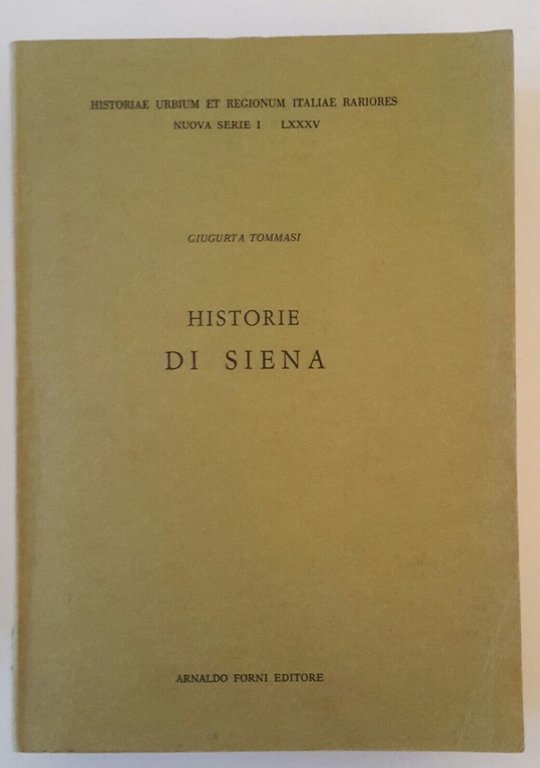 HISTORIAE URBIUM ET REGIONUM ITALIAE RARIORES
NUOVA SERIE I LXXXV
GIUGURTA TOMMASI
HISTORIE
DI SIENA
ARNALDO FORNI EDITORE